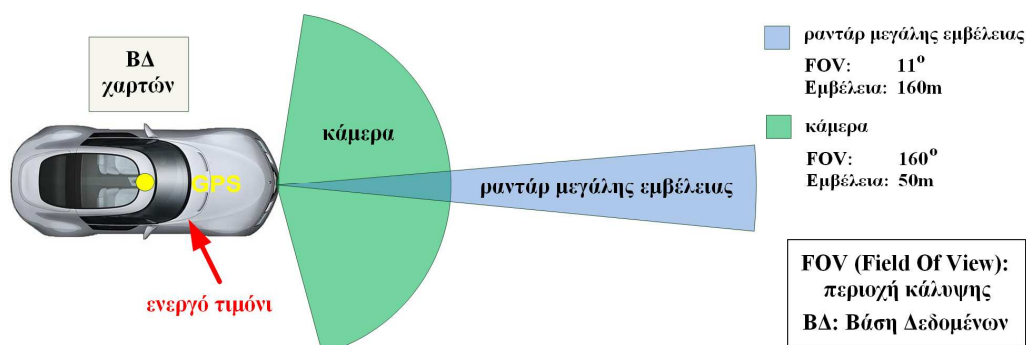 ΒΔ
χαρτών
GPS
ενεργό τιμόνι
κάμερα
ραντάρ μεγάλης εμβέλειας
ραντάρ μεγάλης εμβέλειας
FOV: 11°
Εμβέλεια: 160m
κάμερα
FOV: 160°
Εμβέλεια: 50m
FOV (Field Of View):
περιοχή κάλυψης
ΒΔ: Βάση Δεδομένων